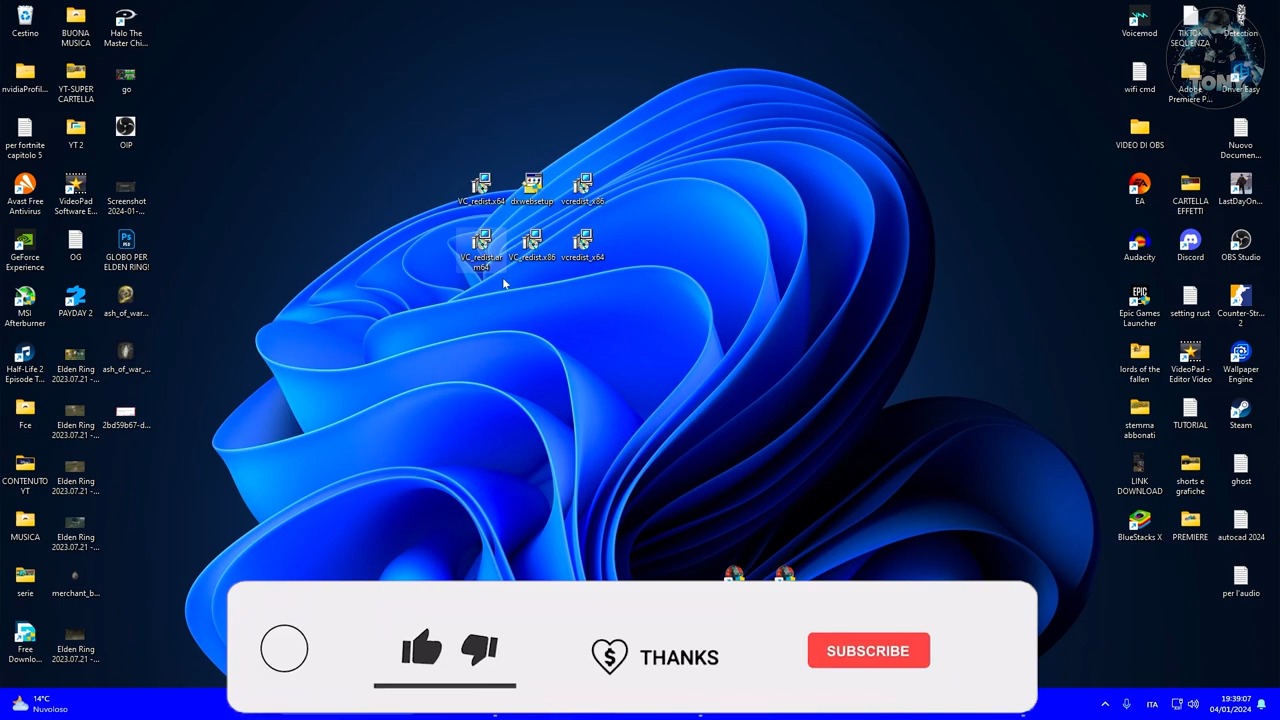 Cestino
BUONA
MUSICA
Halo The
Master Chi...
nvidiaProfil...
YT-SUPER
CARTELLA
go
per fortnite
capitolo 5
YT 2
OIP
Avast Free
Antivirus
VideoPad
Software E...
Screenshot
2024-01-...
GeForce
Experience
OG
GLOBO PER
ELDEN RING!
MSI
Afterburner
PAYDAY 2
ash_of_war...
Half-Life 2
Episode T...
Elden Ring
2023.07.21 -...
ash_of_war_...
Fce
Elden Ring
2023.07.21 -...
2bd59b67-d...
CONTENUTO
YT
Elden Ring
2023.07.21 -...
MUSICA
Elden Ring
2023.07.21 -...
serie
merchant_b...
Free
Downlo...
Elden Ring
2023.07.21 -...
VC_redist.x64
dxwebsetup
vcredist_x86
VC_redist.ar
m64
VC_redist.x86
vcredist_x64
Voicemod
TIKTOK
SEQUENZA
Detection
TONY
wifi cmd
Adobe
Premiere P...
Driver Easy
VIDEO DI OBS
Nuovo
Documen...
EA
CARTELLA
EFFETTI
LastDayOn...
Audacity
Discord
OBS Studio
Epic Games
Launcher
setting rust
Counter-Str...
2
lords of the
fallen
VideoPad -
Editor Video
Wallpaper
Engine
stemma
abbonati
TUTORIAL
Steam
LINK
DOWNLOAD
shorts e
grafiche
ghost
BlueStacks X
PREMIERE
autocad 2024
per l'audio
THANKS
SUBSCRIBE
14°C
Nuvoloso
ITA
19:39:07
04/01/2024